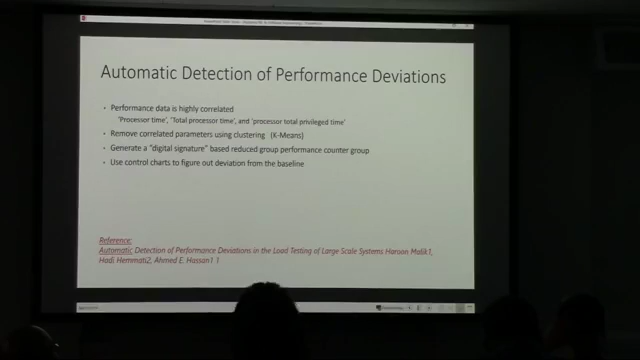 Automatic Detection of Performance Deviations
• Performance data is highly correlated
'Processor time', 'Total processor time', and 'processor total privileged time'
• Remove correlated parameters using clustering (K-Means)
• Generate a "digital signature" based reduced group performance counter group
• Use control charts to figure out deviation from the baseline
Reference:
Automatic Detection of Performance Deviations in the Load Testing of Large Scale Systems Haroon Malik1,
Hadi Hemmati2, Ahmed E. Hassan1 1